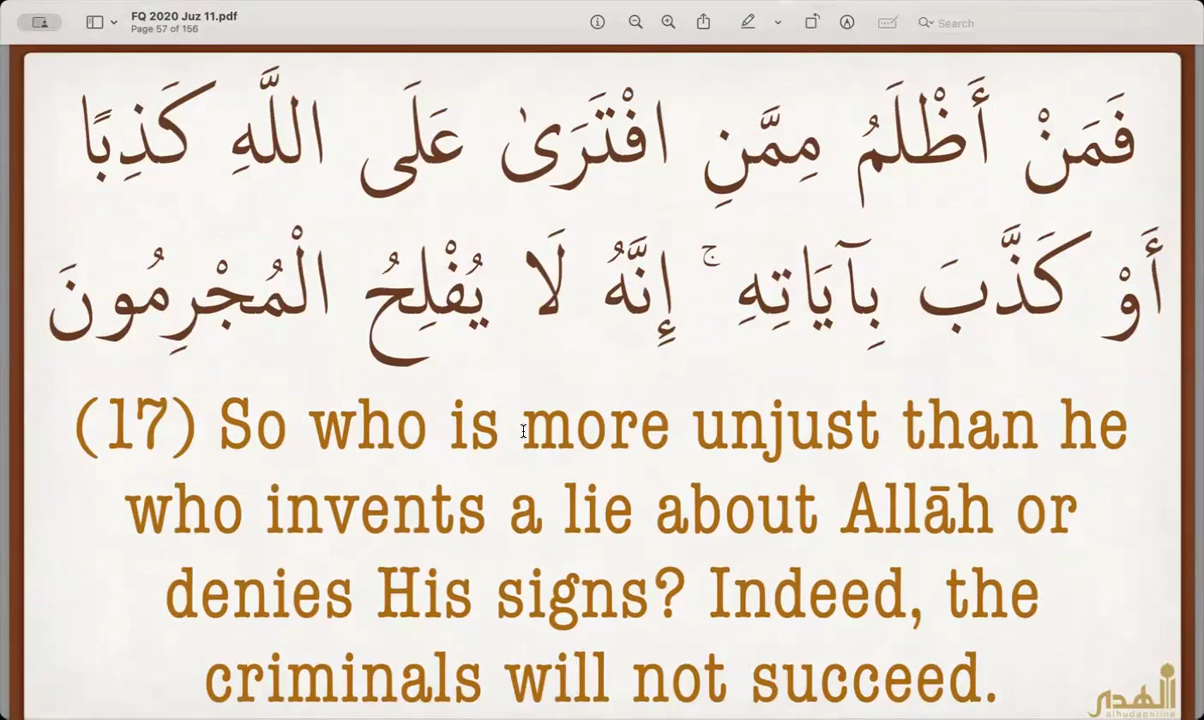 FQ 2020 Juz 11.pdf
Page 57 of 156
Search
فَمَنْ أَظْلَمُ مِمَّنِ افْتَرَىٰ عَلَى اللَّهِ كَذِبًا
أَوْ كَذَّبَ بِآيَاتِهِ ۚ إِنَّهُ لَا يُفْلِحُ الْمُجْرِمُونَ
(17) So who is more unjust than he
who invents a lie about Allāh or
denies His signs? Indeed, the
criminals will not succeed.
الهدى
alhudaonline